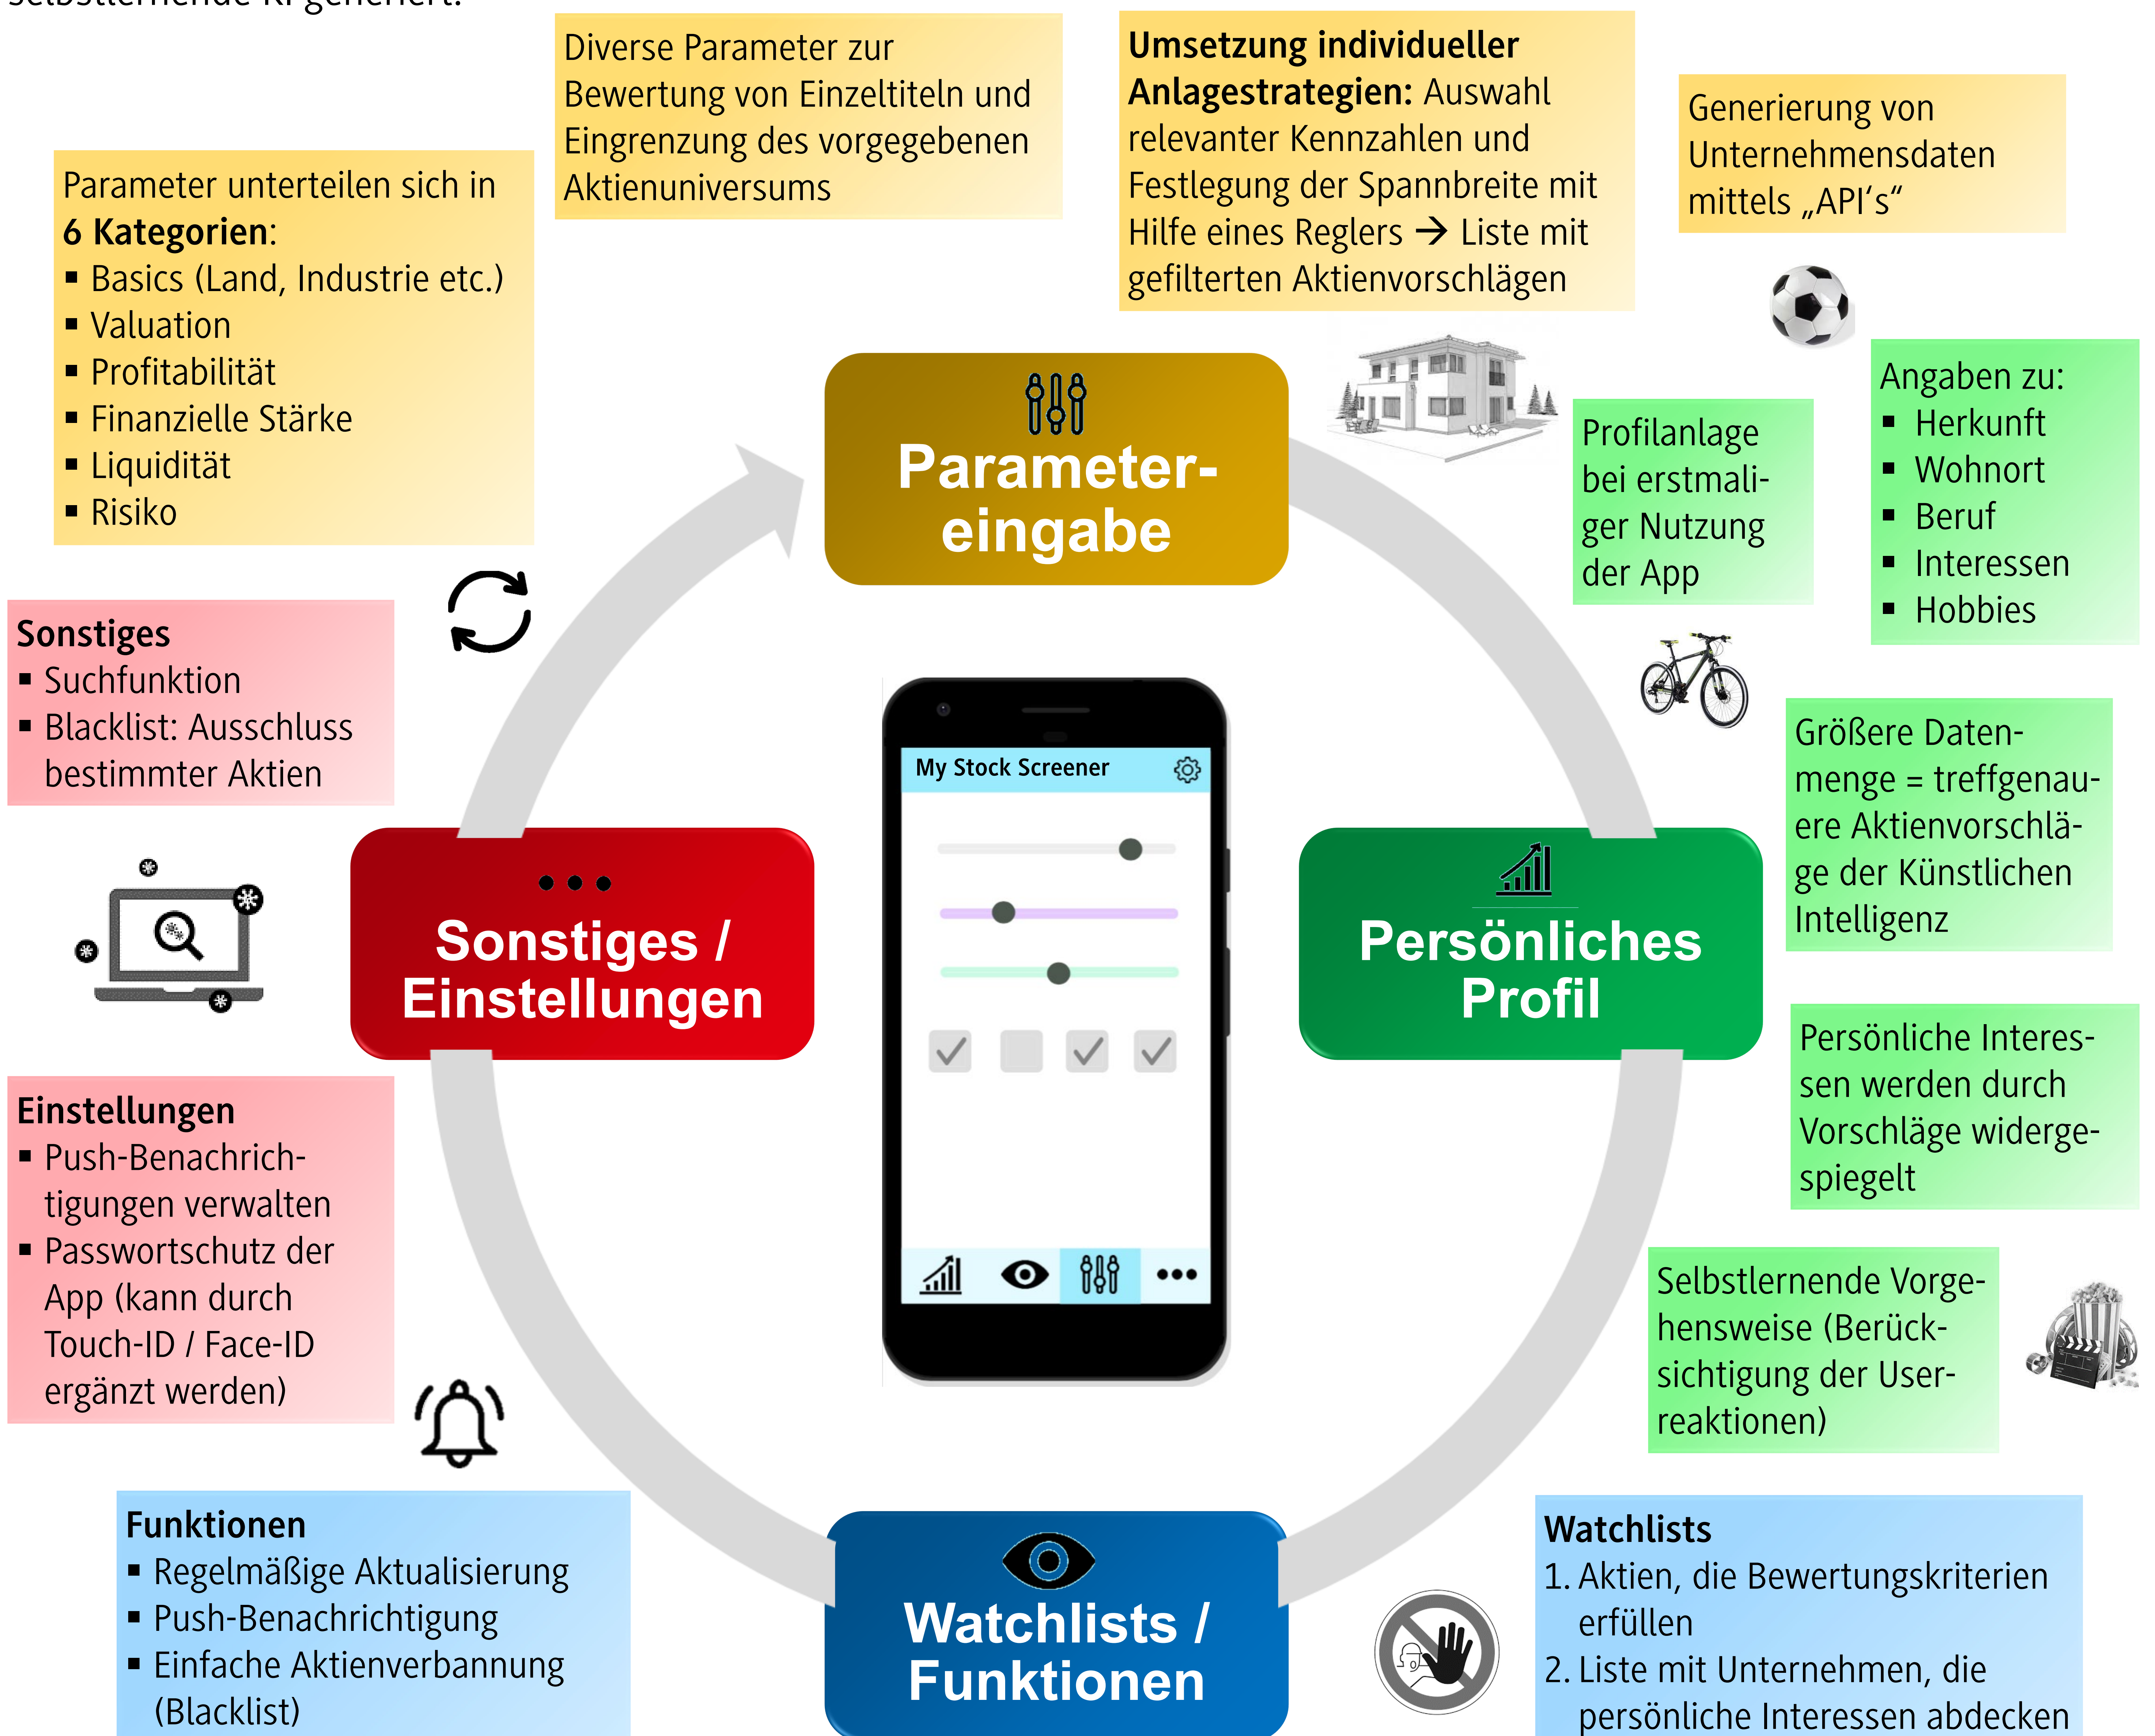 selbstlernende KI generiert.
Diverse Parameter zur
Bewertung von Einzeltiteln und
Eingrenzung des vorgegebenen
Aktienuniversums
Umsetzung individueller
Anlagestrategien: Auswahl
relevanter Kennzahlen und
Festlegung der Spannbreite mit
Hilfe eines Reglers → Liste mit
gefilterten Aktienvorschlägen
Generierung von
Unternehmensdaten
mittels „API‘s“
Parameter unterteilen sich in
6 Kategorien:
▪ Basics (Land, Industrie etc.)
▪ Valuation
▪ Profitabilität
▪ Finanzielle Stärke
▪ Liquidität
▪ Risiko
Parameter-
eingabe
Profilanlage
bei erstmali-
ger Nutzung
der App
Angaben zu:
▪ Herkunft
▪ Wohnort
▪ Beruf
▪ Interessen
▪ Hobbies
Sonstiges
▪ Suchfunktion
▪ Blacklist: Ausschluss
bestimmter Aktien
My Stock Screener
Größere Daten-
menge = treffgenau-
ere Aktienvorschlä-
ge der Künstlichen
Intelligenz
Sonstiges /
Einstellungen
Persönliches
Profil
Persönliche Interes-
sen werden durch
Vorschläge widerge-
spiegelt
Einstellungen
▪ Push-Benachrich-
tigungen verwalten
▪ Passwortschutz der
App (kann durch
Touch-ID / Face-ID
ergänzt werden)
Selbstlernende Vorge-
hensweise (Berück-
sichtigung der User-
reaktionen)
Funktionen
▪ Regelmäßige Aktualisierung
▪ Push-Benachrichtigung
▪ Einfache Aktienverbannung
(Blacklist)
Watchlists /
Funktionen
Watchlists
1. Aktien, die Bewertungskriterien
erfüllen
2. Liste mit Unternehmen, die
persönliche Interessen abdecken